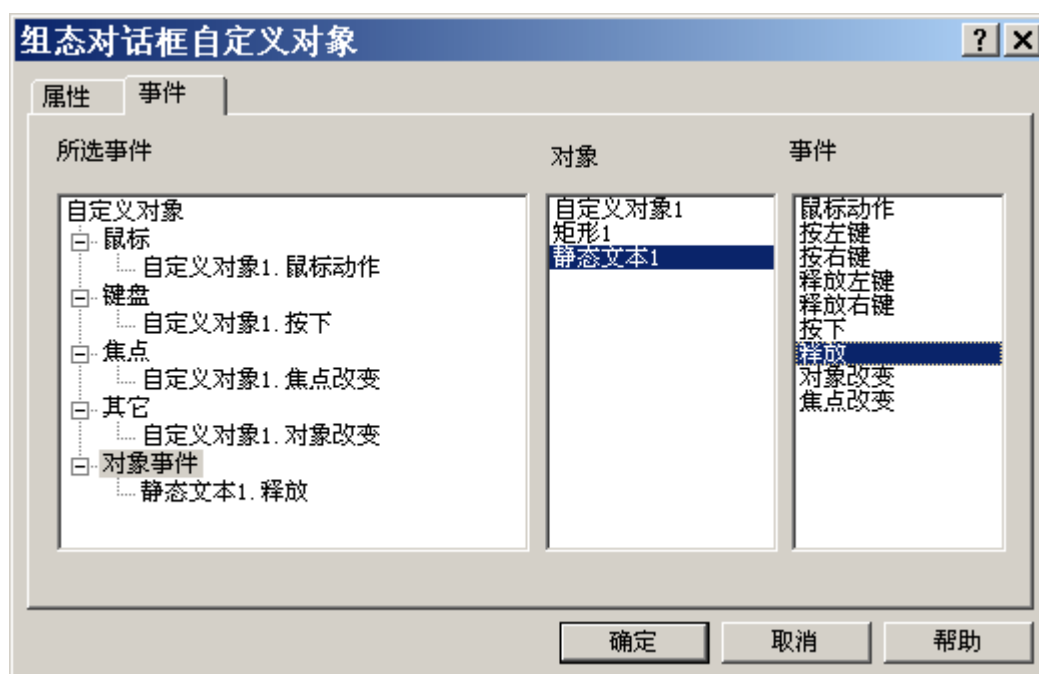 组态对话框自定义对象
属性 事件
所选事件 对象 事件
自定义对象
鼠标
自定义对象1.鼠标动作
键盘
自定义对象1.按下
焦点
自定义对象1.焦点改变
其它
自定义对象1.对象改变
对象事件
静态文本1.释放
自定义对象1
矩形1
静态文本1
鼠标动作
按左键
按右键
释放左键
释放右键
按下
释放
对象改变
焦点改变
确定 取消 帮助